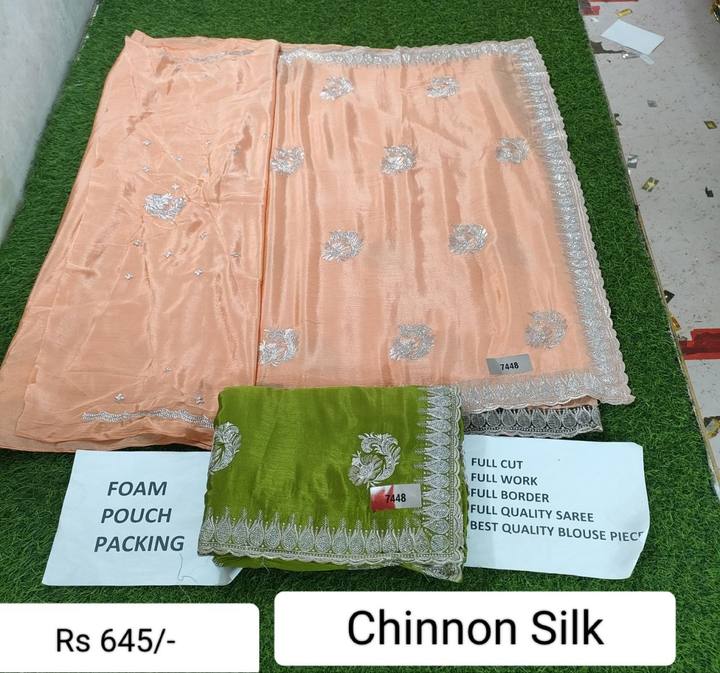 7448
7448
FOAM
POUCH
PACKING
FULL CUT
FULL WORK
FULL BORDER
FULL QUALITY SAREE
BEST QUALITY BLOUSE PIECE
Rs 645/-
Chinnon Silk